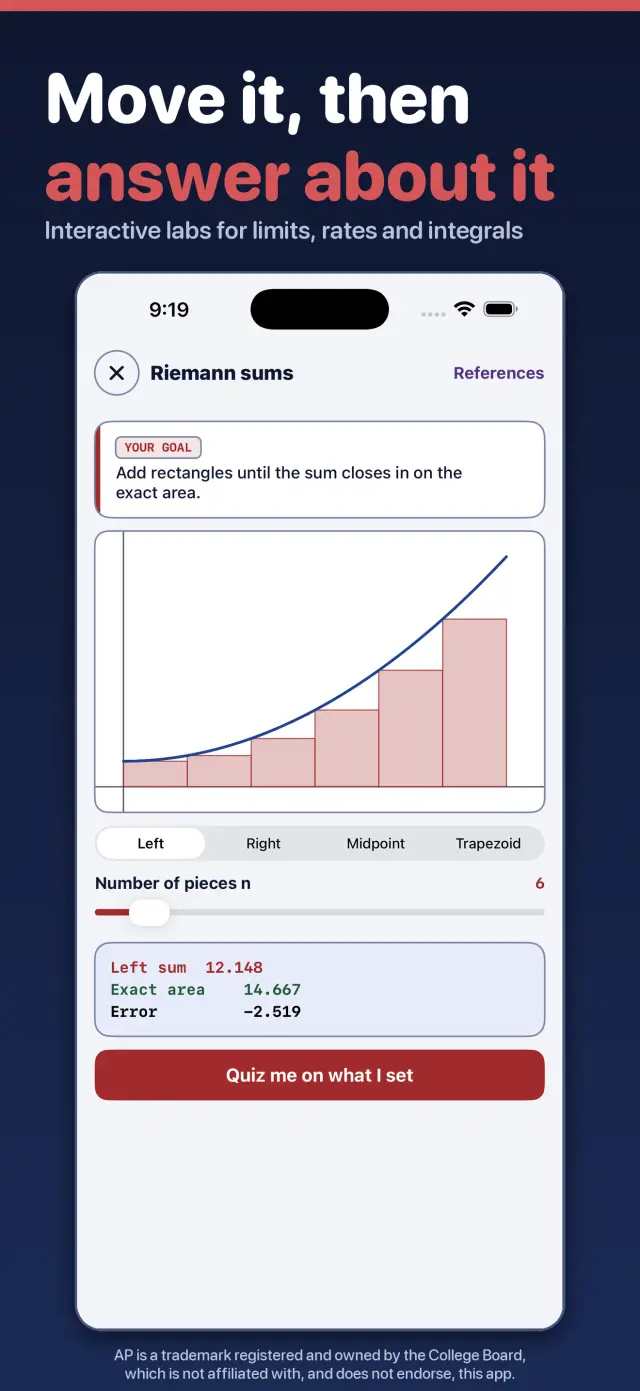 Move it, then
answer about it
Interactive labs for limits, rates and integrals
9:19
Riemann sums
References
YOUR GOAL
Add rectangles until the sum closes in on the
exact area.
Left
Right
Midpoint
Trapezoid
Number of pieces n
6
Left sum 12.148
Exact area 14.667
Error −2.519
Quiz me on what I set
AP is a trademark registered and owned by the College Board,
which is not affiliated with, and does not endorse, this app.